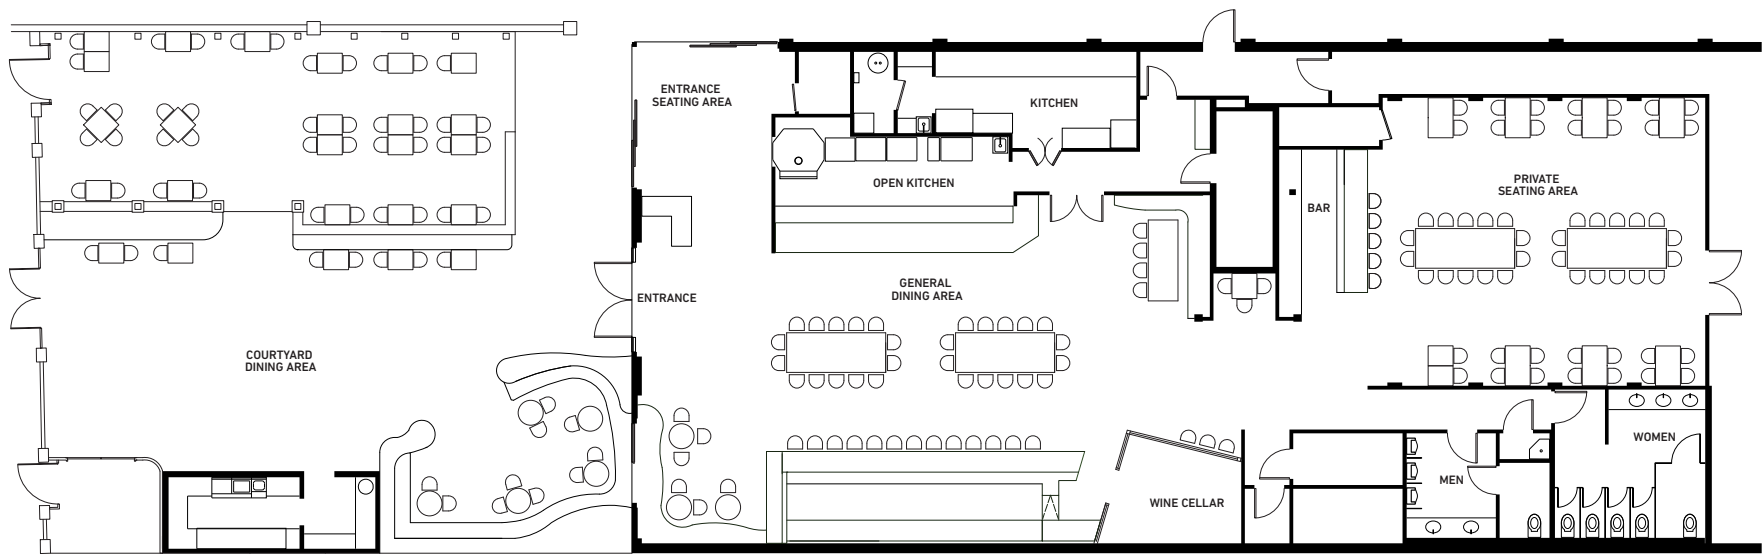 ENTRANCE
SEATING AREA
KITCHEN
OPEN KITCHEN
PRIVATE
SEATING AREA
BAR
GENERAL
DINING AREA
ENTRANCE
COURTYARD
DINING AREA
WOMEN
MEN
WINE CELLAR